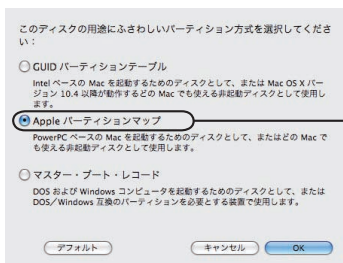 このディスクの用途にふさわしいパーティション方式を選択してくださ
い：
GUID パーティションテーブル
Intel ベースの Mac を起動するためのディスクとして、または Mac OS X バー
ジョン 10.4 以降が動作するどの Mac でも使える非起動ディスクとして使用し
ます。
Apple パーティションマップ
PowerPC ベースの Mac を起動するためのディスクとして、またはどの Mac で
も使える非起動ディスクとして使用します。
マスター・ブート・レコード
DOS および Windows コンピュータを起動するためのディスクとして、または
DOS／Windows 互換のパーティションを必要とする装置で使用します。
デフォルト キャンセル OK